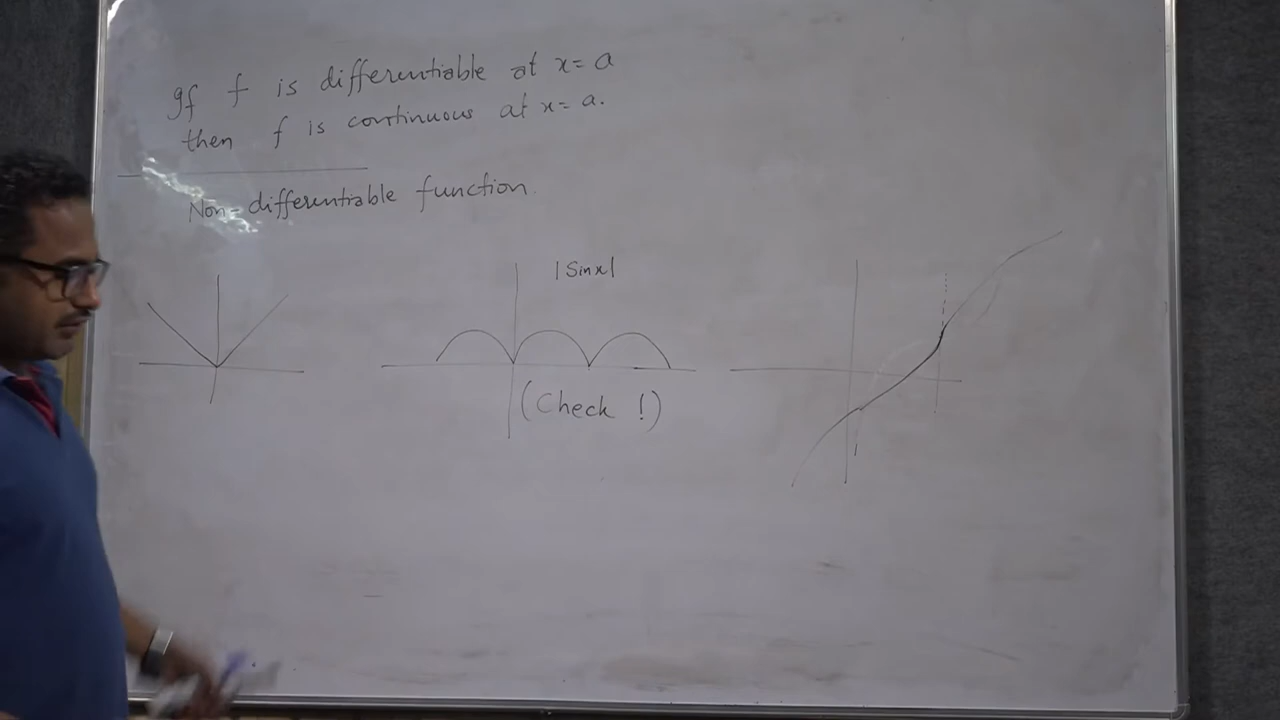 If f is differentiable at x = a
then f is continuous at x = a.
Non-differentiable function.
|Sin x|
(Check !)